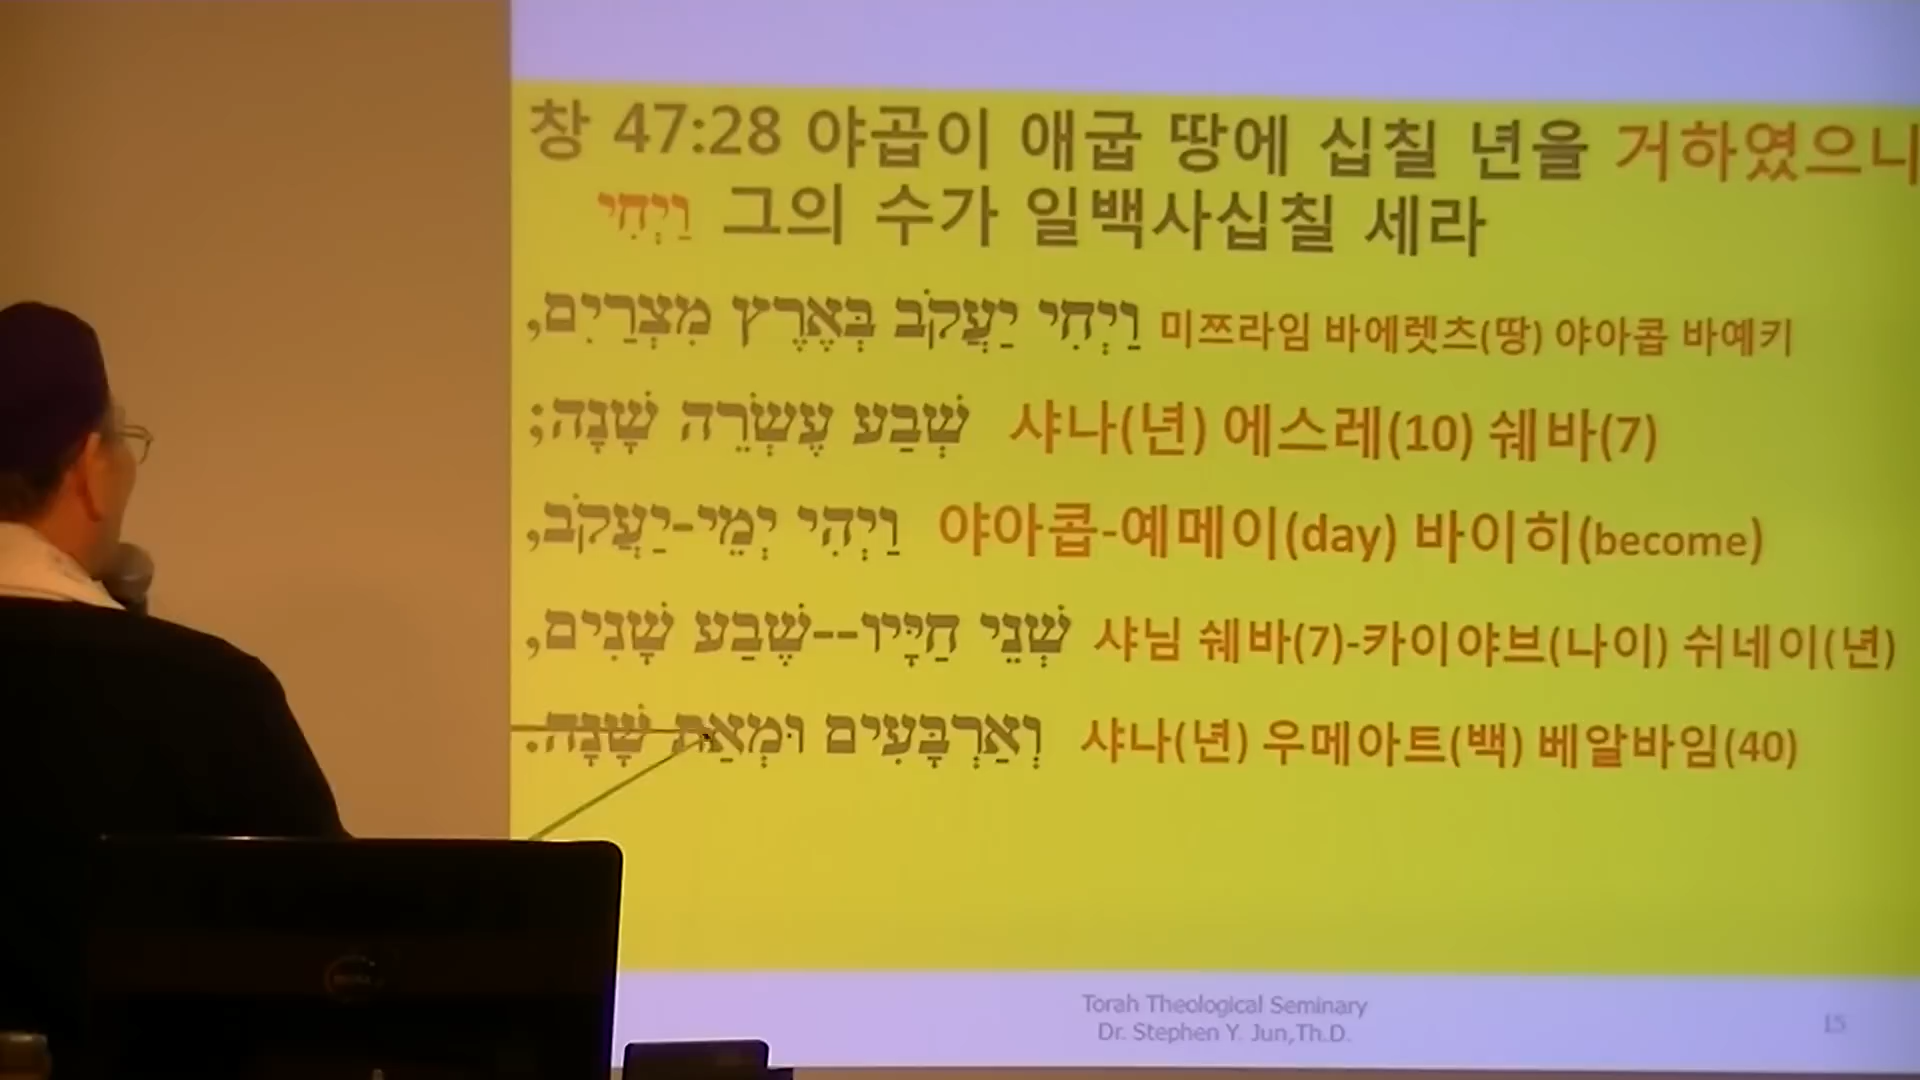 창 47:28 야곱이 애굽 땅에 십칠 년을 거하였으니
וַיְחִי 그의 수가 일백사십칠 세라
וַיְחִי יַעֲקֹב בְּאֶרֶץ מִצְרַיִם, 미쯔라임 바에렛츠(땅) 야아콥 바예키
שְׁבַע עֶשְׂרֵה שָׁנָה; 샤나(년) 에스레(10) 쉐바(7)
וַיְהִי יְמֵי-יַעֲקֹב, 야아콥-예메이(day) 바이히(become)
שְׁנֵי חַיָּיו--שֶׁבַע שָׁנִים, 샤님 쉐바(7)-카이야브(나이) 쉬네이(년)
וְאַרְבָּעִים וּמְאַת שָׁנָה. 샤나(년) 우메아트(백) 베알바임(40)
Torah Theological Seminary
Dr. Stephen Y. Jun,Th.D.
15